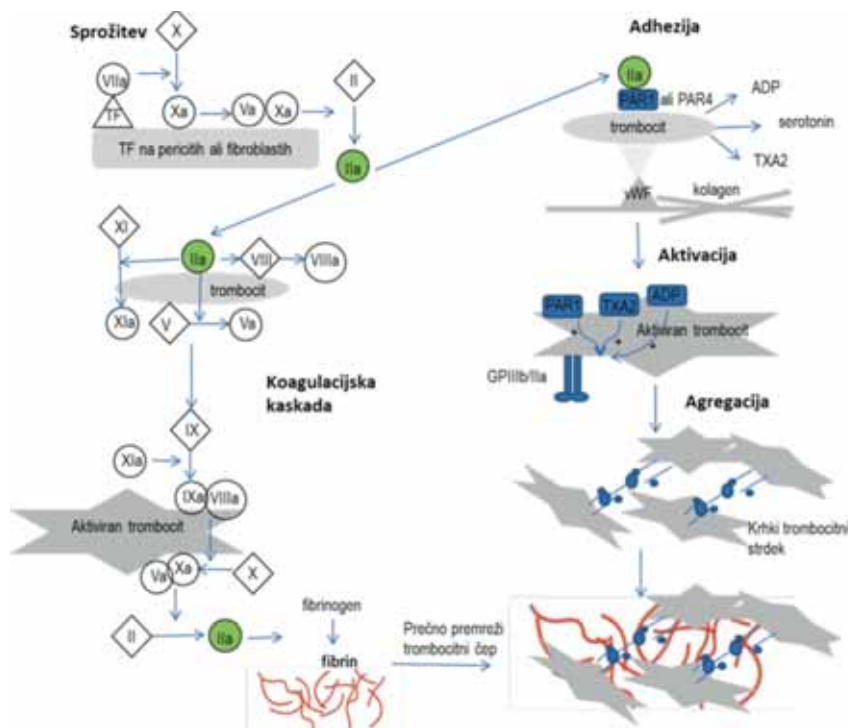 Sprožitev
X
VIIa
TF
Xa
Va
Xa
II
TF na pericitih ali fibroblastih
IIa
XI
IIa
VIII
VIIIa
trombocit
XIa
V
Va
Koagulacijska
kaskada
IX
XIa
IXa
VIIIa
Aktiviran trombocit
Va
Xa
X
II
IIa
fibrinogen
fibrin
Prečno premreži
trombocitni čep
Adhezija
IIa
PAR1 ali PAR4
ADP
trombocit
serotonin
TXA2
vWF
kolagen
Aktivacija
PAR1
TXA2
ADP
Aktiviran trombocit
GPIIIb/IIa
Agregacija
Krhki trombocitni
strdek